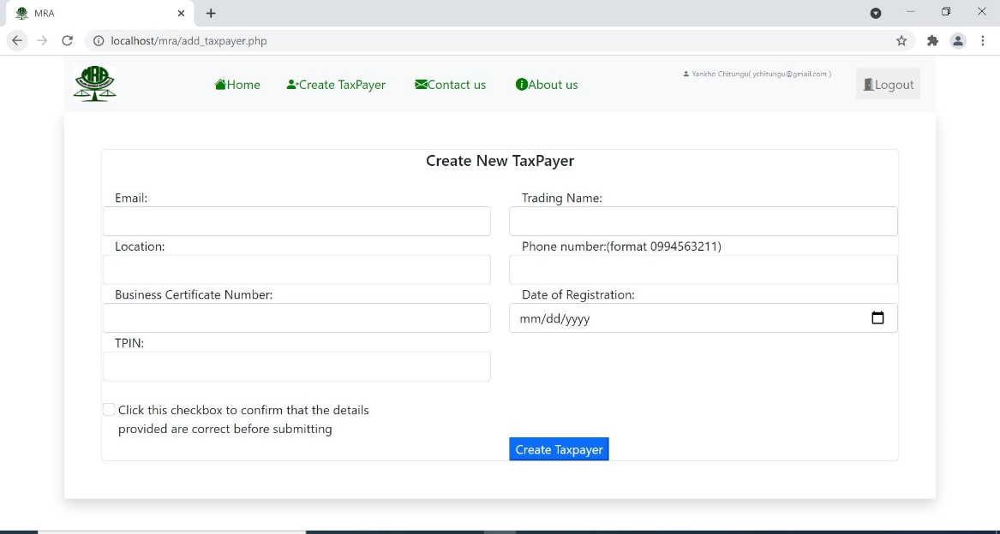 MRA
localhost/mra/add_taxpayer.php
MRA
Home
Create TaxPayer
Contact us
About us
Yankho Chitungu( ychitungu@gmail.com )
Logout
Create New TaxPayer
Email:
Trading Name:
Location:
Phone number:(format 0994563211)
Business Certificate Number:
Date of Registration:
mm/dd/yyyy
TPIN:
Click this checkbox to confirm that the details
provided are correct before submitting
Create Taxpayer